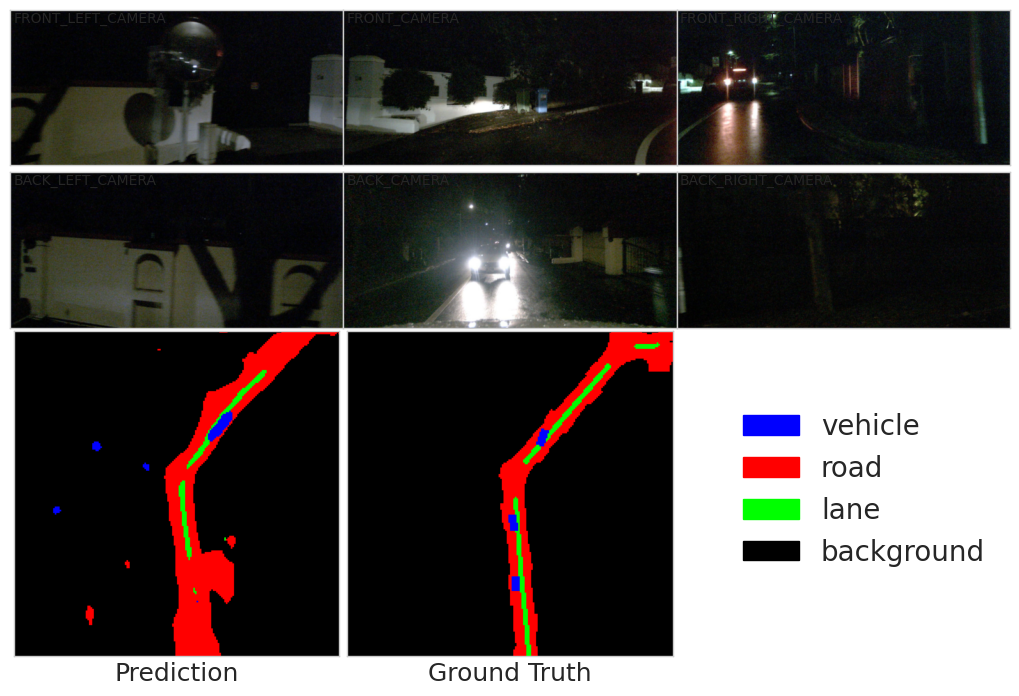 FRONT_LEFT_CAMERA
FRONT_CAMERA
FRONT_RIGHT_CAMERA
BACK_LEFT_CAMERA
BACK_CAMERA
BACK_RIGHT_CAMERA
vehicle
road
lane
background
Prediction
Ground Truth